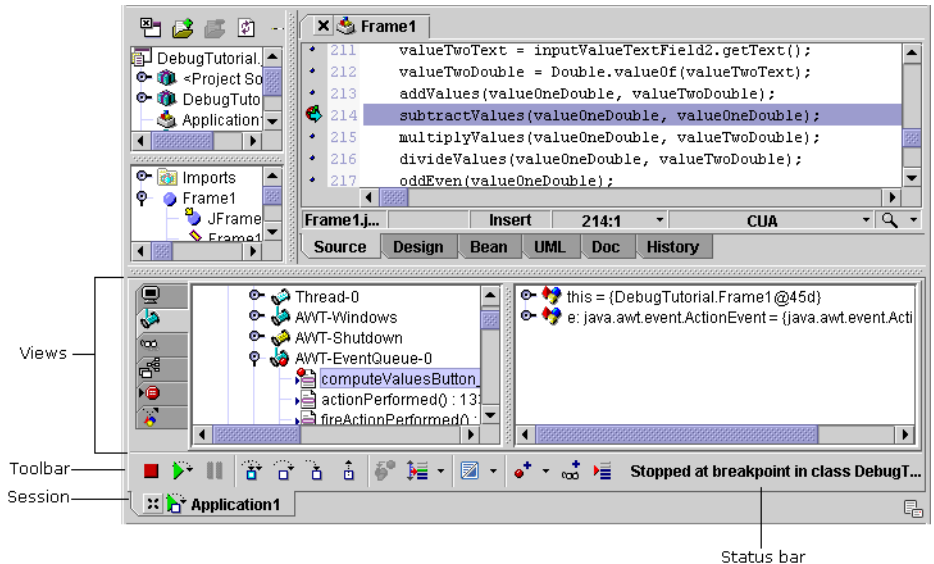 Frame1
DebugTutorial.
<Project So
DebugTuto
Application
211 valueTwoText = inputValueTextField2.getText();
212 valueTwoDouble = Double.valueOf(valueTwoText);
213 addValues(valueOneDouble, valueTwoDouble);
214 subtractValues(valueOneDouble, valueOneDouble);
215 multiplyValues(valueOneDouble, valueTwoDouble);
216 divideValues(valueOneDouble, valueTwoDouble);
217 oddEven(valueOneDouble);
Imports
Frame1
JFrame
Frame1
Frame1.j... Insert 214:1 CUA
Source Design Bean UML Doc History
Views
Thread-0
AWT-Windows
AWT-Shutdown
AWT-EventQueue-0
computeValuesButton_
actionPerformed() : 13
fireActionPerformed() :
this = {DebugTutorial.Frame1@45d}
e: java.awt.event.ActionEvent = {java.awt.event.Acti
Toolbar
Stopped at breakpoint in class DebugT...
Session
Application1
Status bar